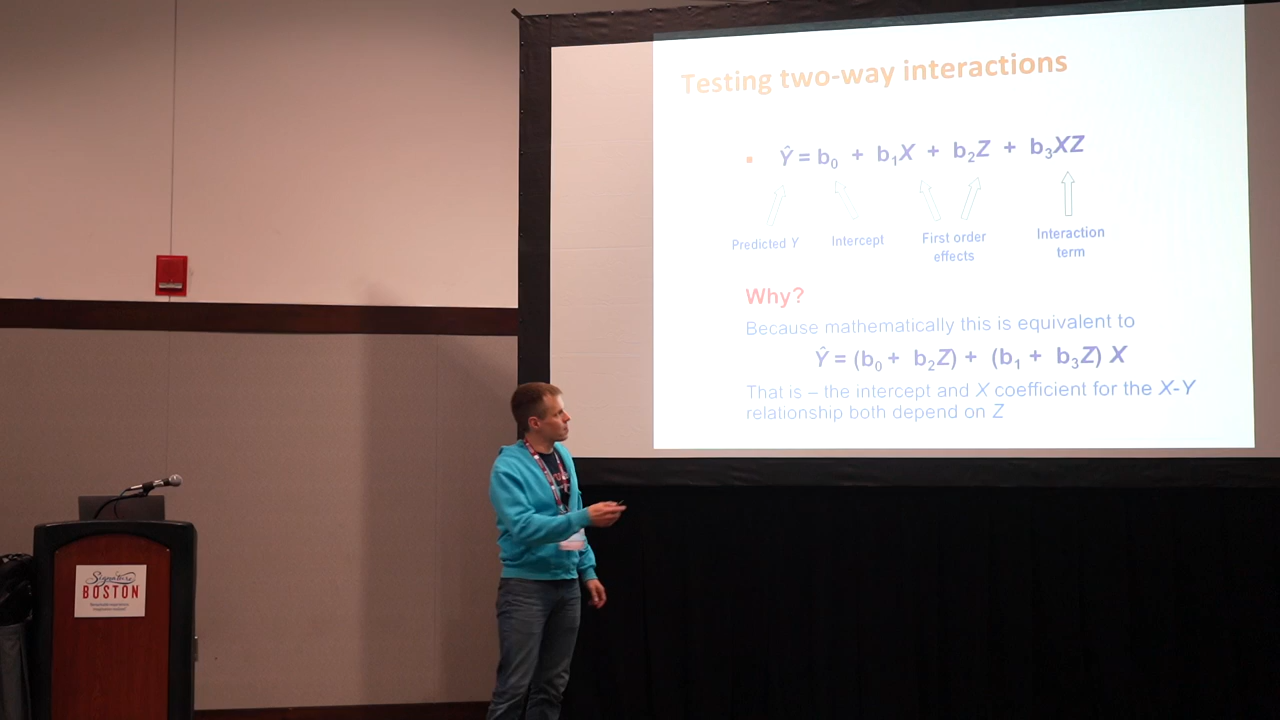 Testing two-way interactions
▪ Ŷ = b₀ + b₁X + b₂Z + b₃XZ
Predicted Y
Intercept
First order
effects
Interaction
term
Why?
Because mathematically this is equivalent to
Ŷ = (b₀ + b₂Z) + (b₁ + b₃Z) X
That is – the intercept and X coefficient for the X-Y
relationship both depend on Z
Signature
BOSTON